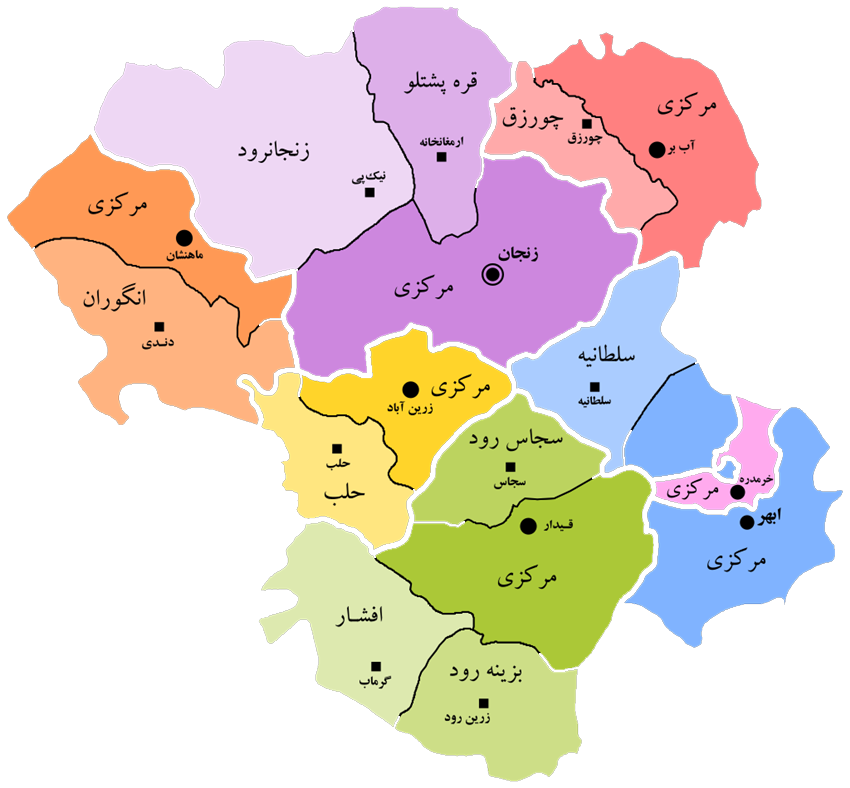 قره پشتلو
ارمغانخانه
چورزق
چورزق
مرکزی
آب بر
زنجانرود
نیک‌پی
مرکزی
ماهنشان
انگوران
دندی
زنجان
مرکزی
سلطانیه
سلطانیه
مرکزی
زرین آباد
حلب
حلب
سجاس رود
سجاس
خرمدره
مرکزی
ابهر
مرکزی
قیدار
مرکزی
افشار
گرماب
بزینه رود
زرین رود